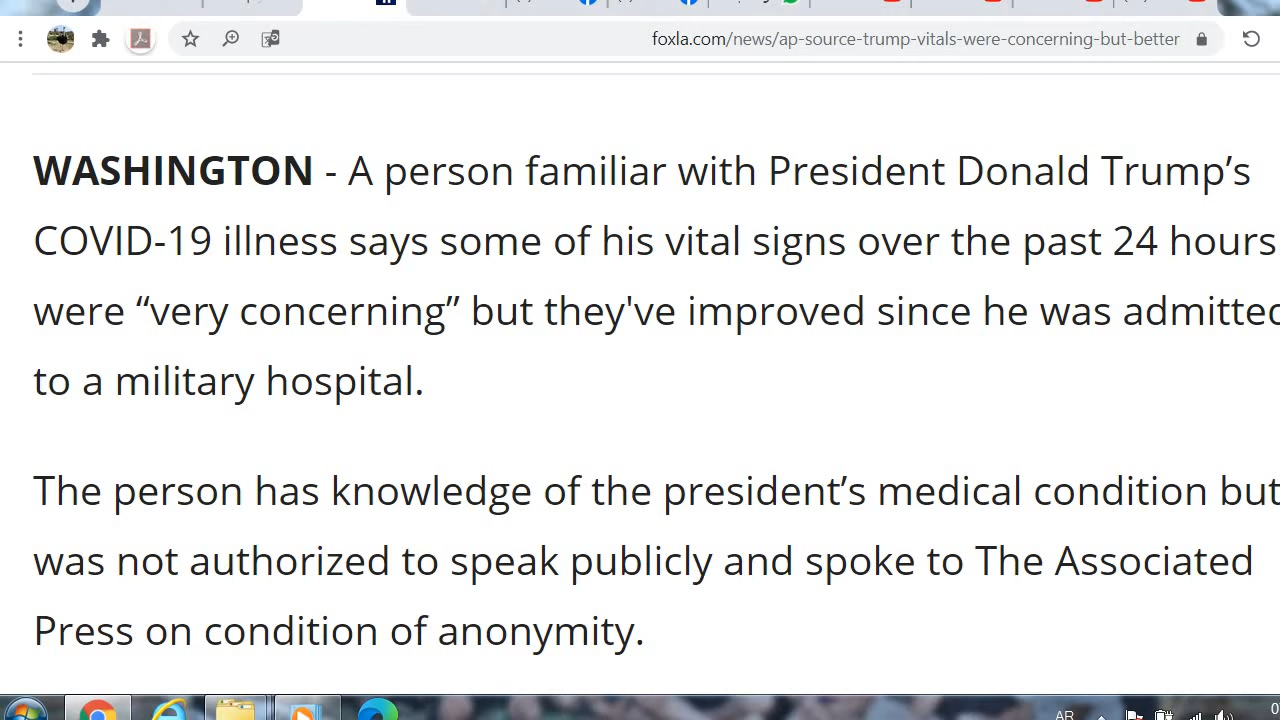 foxla.com/news/ap-source-trump-vitals-were-concerning-but-better
WASHINGTON - A person familiar with President Donald Trump’s
COVID-19 illness says some of his vital signs over the past 24 hours
were “very concerning” but they've improved since he was admitted
to a military hospital.
The person has knowledge of the president’s medical condition but
was not authorized to speak publicly and spoke to The Associated
Press on condition of anonymity.
AR